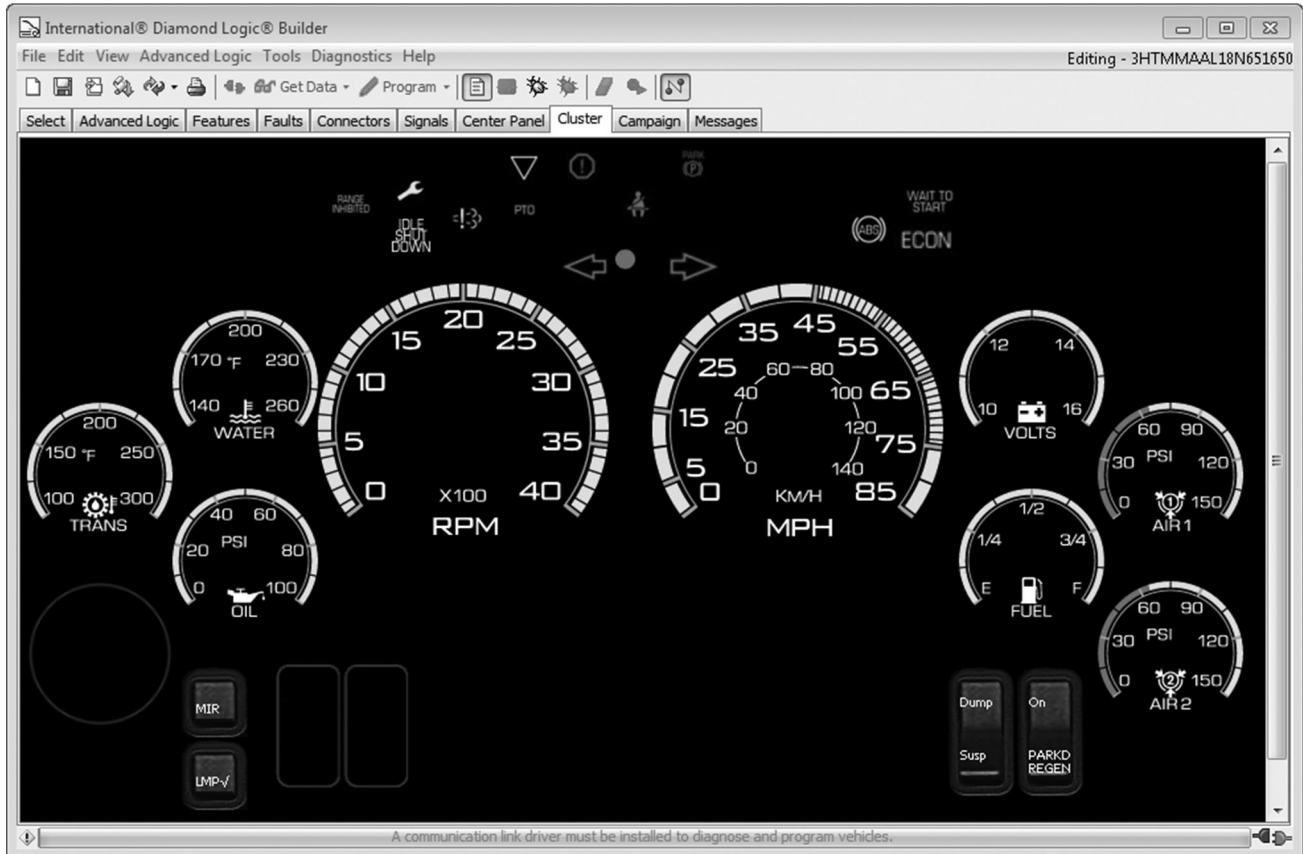 International® Diamond Logic® Builder
File Edit View Advanced Logic Tools Diagnostics Help
Editing - 3HTMMAAL18N651650
Get Data Program
Select Advanced Logic Features Faults Connectors Signals Center Panel Cluster Campaign Messages
RANGE
INHIBITED
IDLE
SHUT
DOWN
PTO
PARK
(P)
WAIT TO
START
(ABS)
ECON
200
170 °F 230
140 260
WATER
200
150 °F 250
100 300
TRANS
40 60
20 PSI 80
0 100
OIL
20
15 25
10 30
5 35
0 40
X100
RPM
45
35 55
25 65
15 75
5
0 85
60 80
40 100
20 120
0 140
KM/H
MPH
12 14
10 16
VOLTS
1/2
1/4 3/4
E F
FUEL
60 90
30 PSI 120
0 1 150
AIR 1
60 90
30 PSI 120
0 2 150
AIR 2
MIR
LMP√
Dump
Susp
On
PARKD
REGEN
A communication link driver must be installed to diagnose and program vehicles.